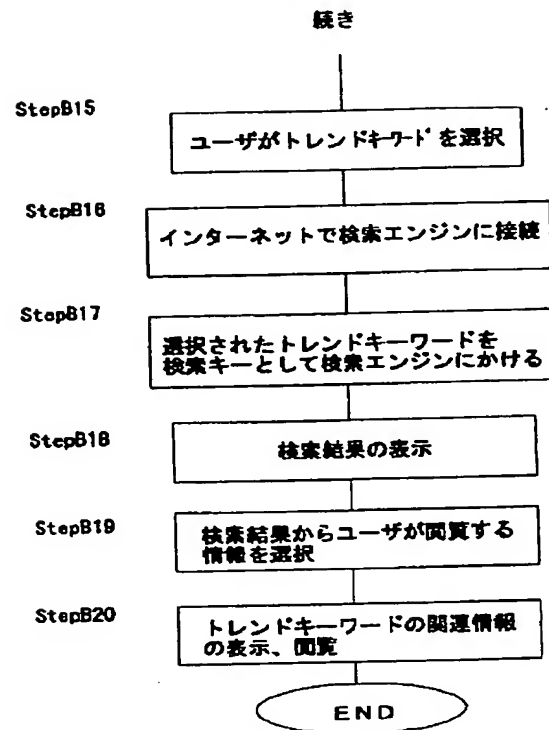 続き
StepB15
ユーザがトレンドキーワードを選択
StepB16
インターネットで検索エンジンに接続
StepB17
選択されたトレンドキーワードを
検索キーとして検索エンジンにかける
StepB18
検索結果の表示
StepB19
検索結果からユーザが閲覧する
情報を選択
StepB20
トレンドキーワードの関連情報
の表示、閲覧
END